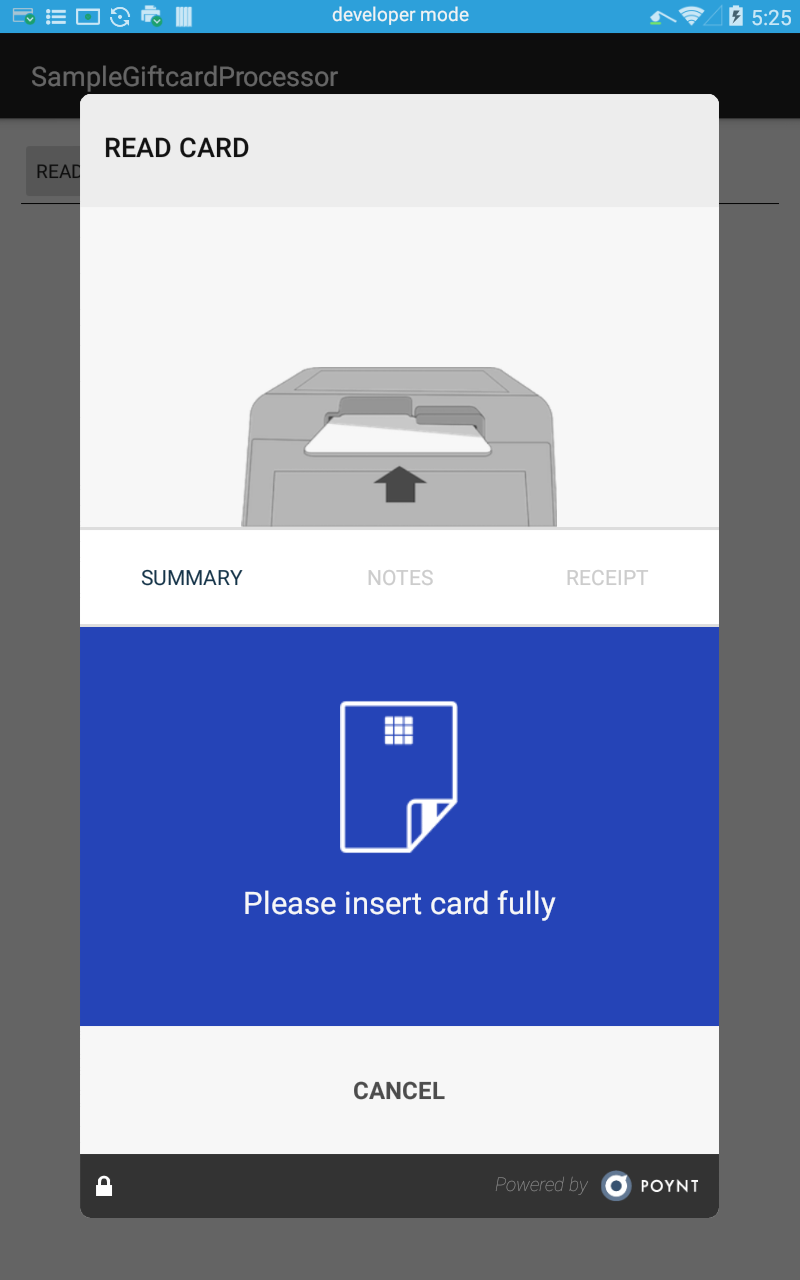 developer mode
5:25
SampleGiftcardProcessor
READ
READ CARD
SUMMARY
NOTES
RECEIPT
Please insert card fully
CANCEL
Powered by POYNT